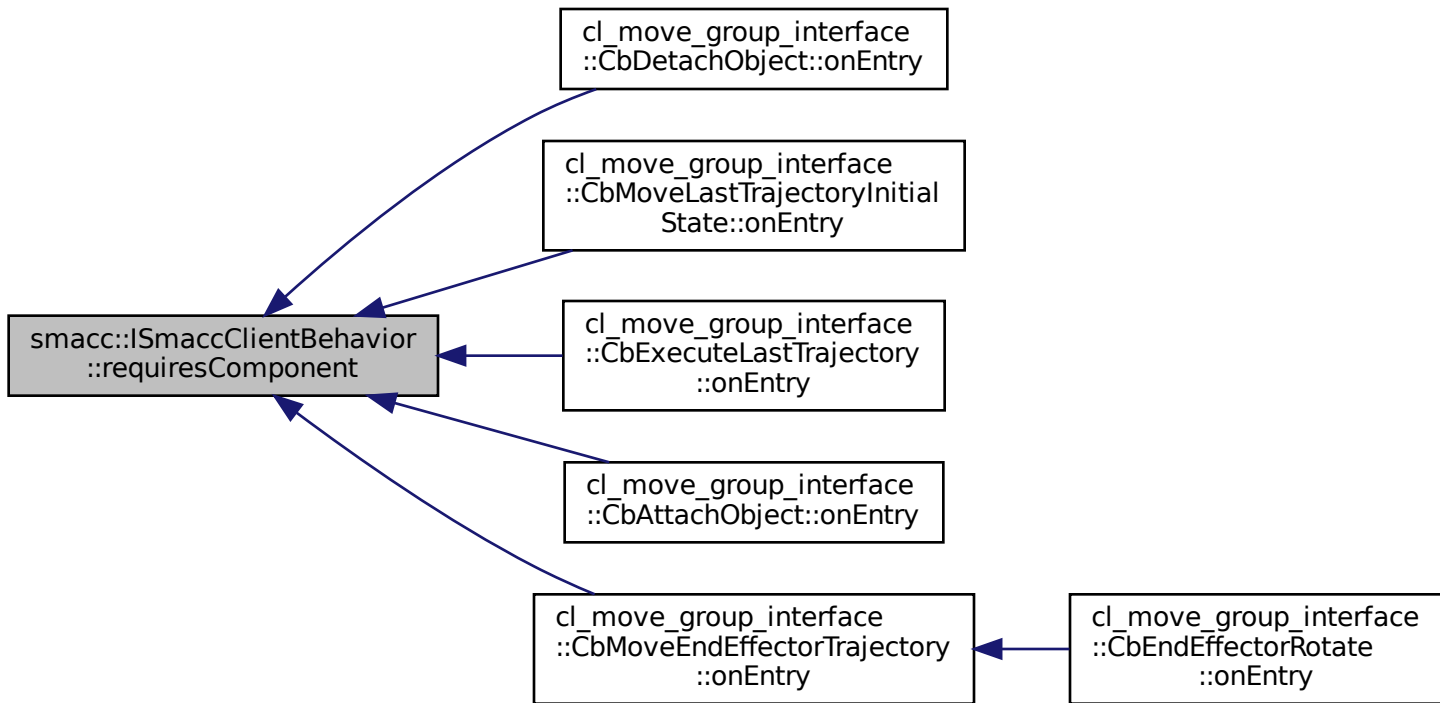 cl_move_group_interface
::CbDetachObject::onEntry
cl_move_group_interface
::CbMoveLastTrajectoryInitial
State::onEntry
smacc::ISmaccClientBehavior
::requiresComponent
cl_move_group_interface
::CbExecuteLastTrajectory
::onEntry
cl_move_group_interface
::CbAttachObject::onEntry
cl_move_group_interface
::CbMoveEndEffectorTrajectory
::onEntry
cl_move_group_interface
::CbEndEffectorRotate
::onEntry